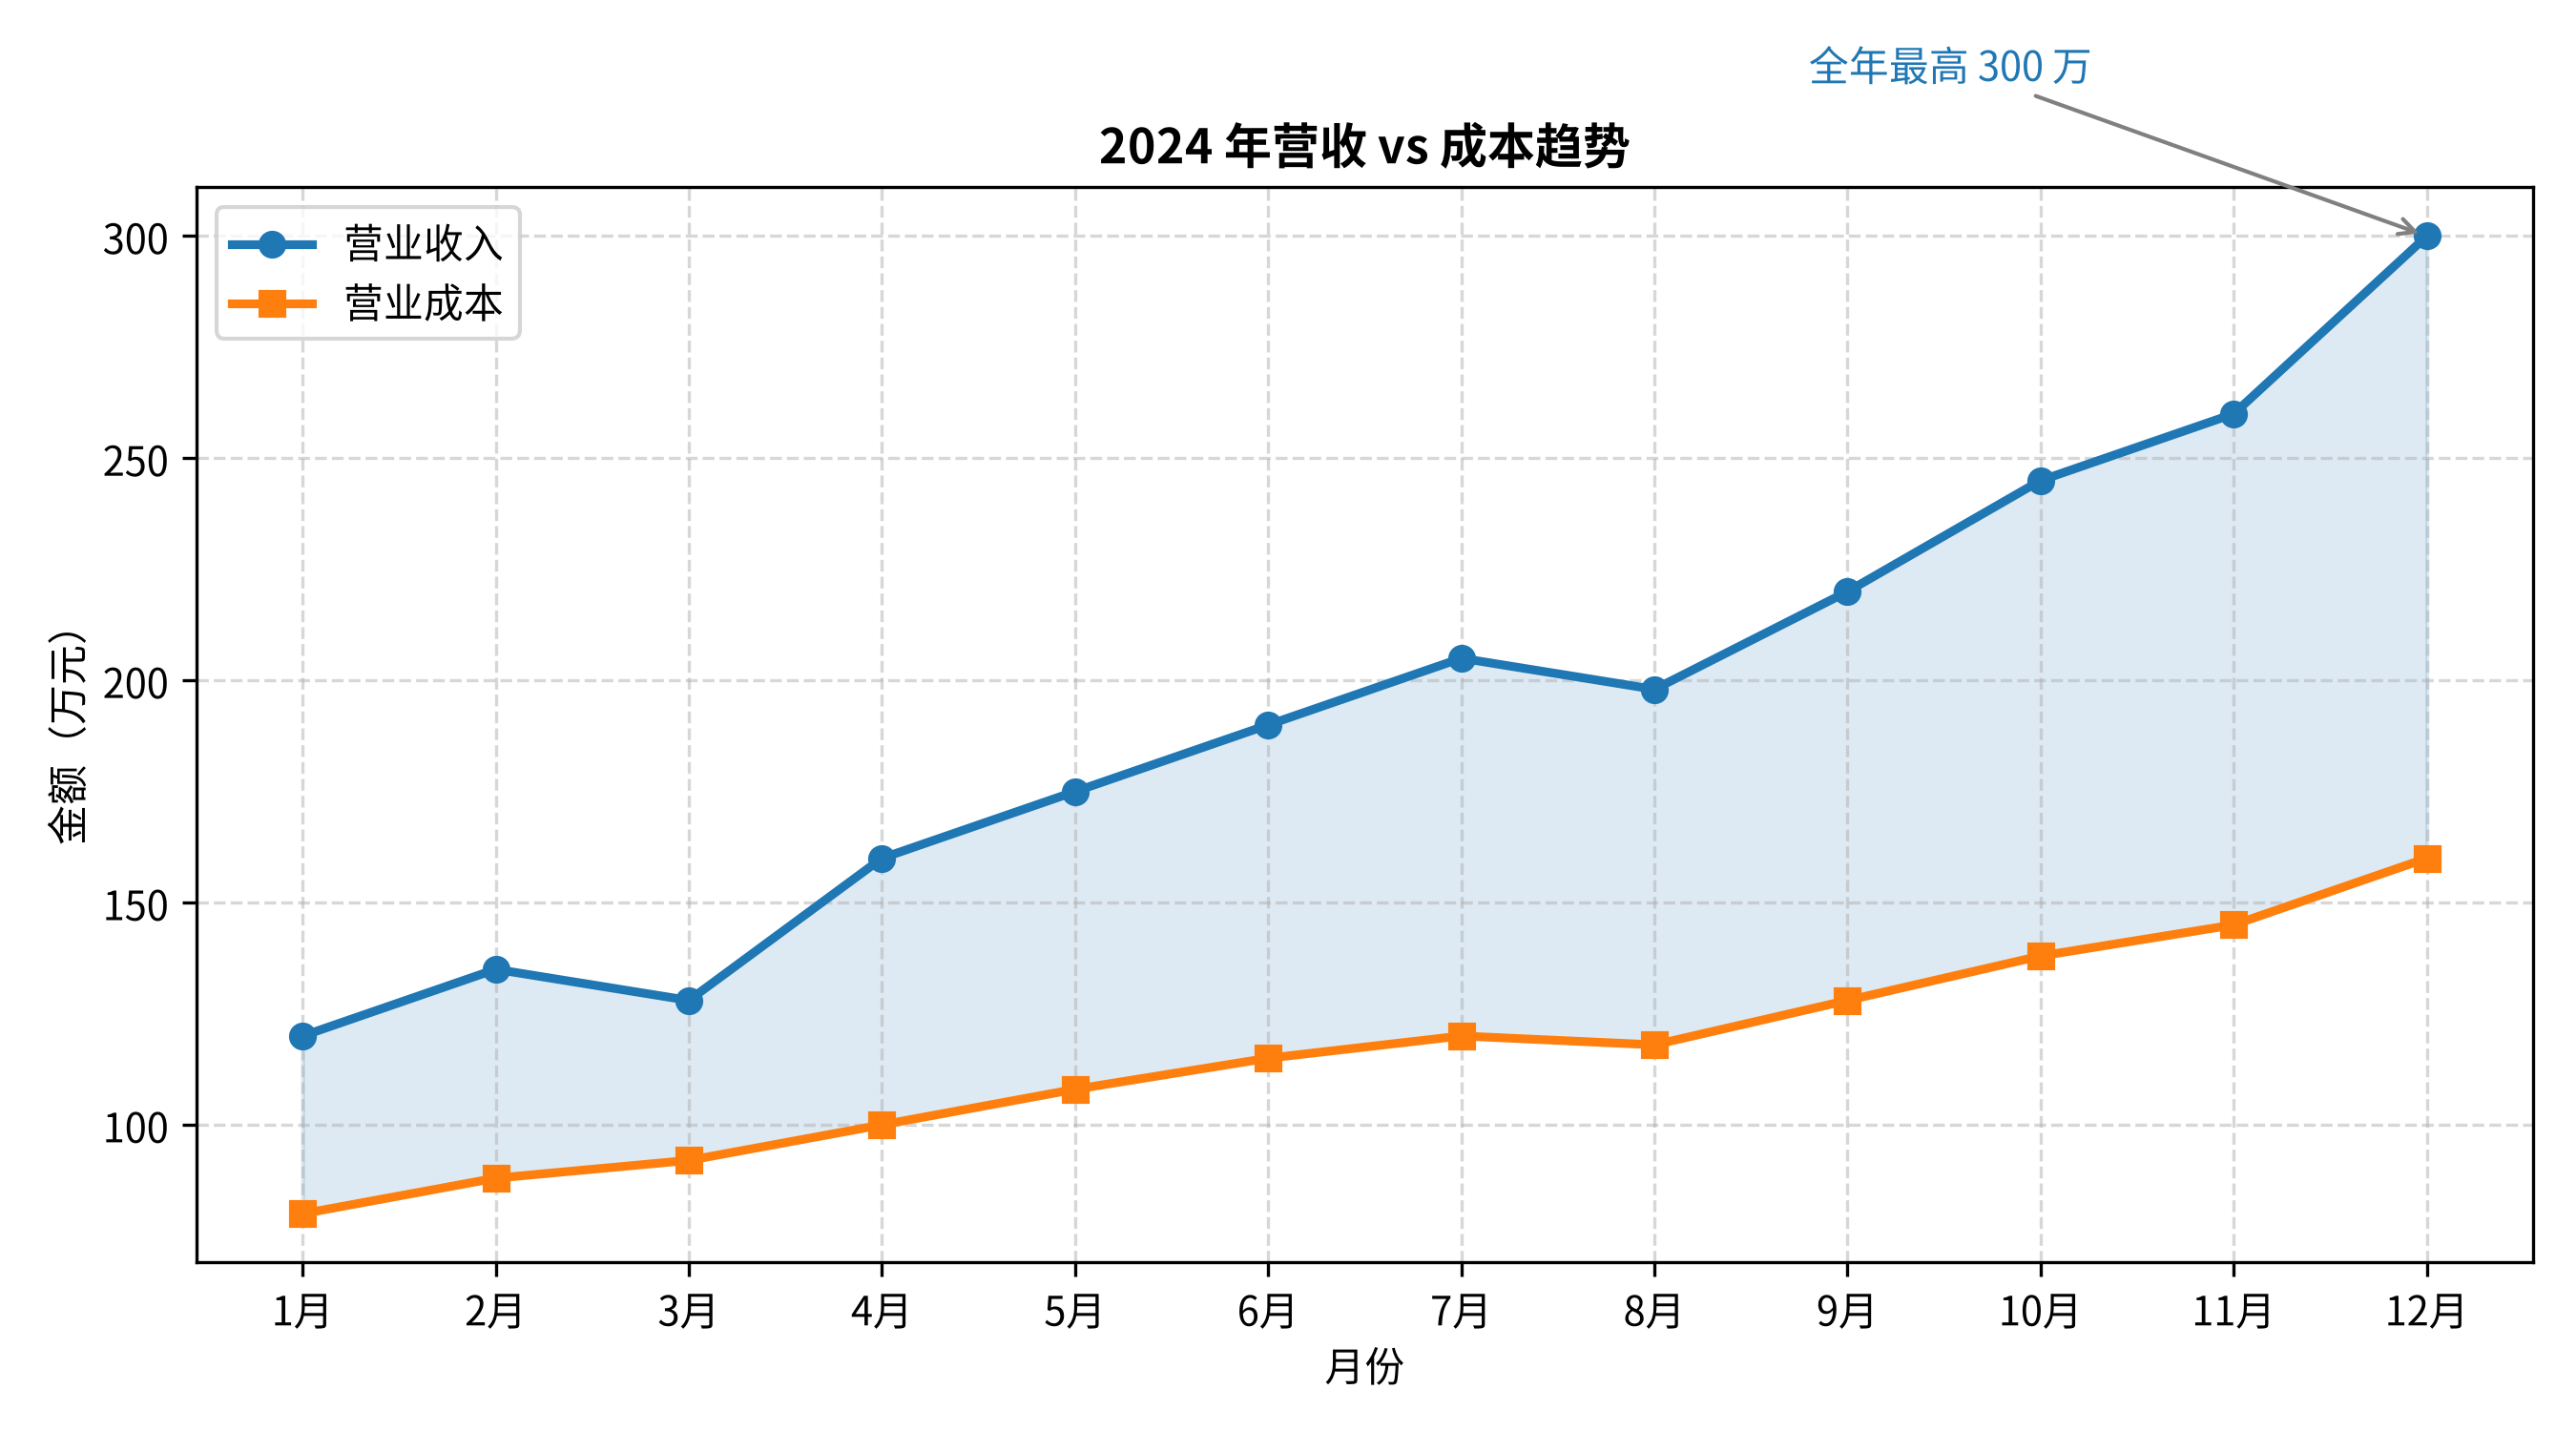 全年最高 300 万
2024 年营收 vs 成本趋势
营业收入
营业成本
金额（万元）
300
250
200
150
100
1月 2月 3月 4月 5月 6月 7月 8月 9月 10月 11月 12月
月份